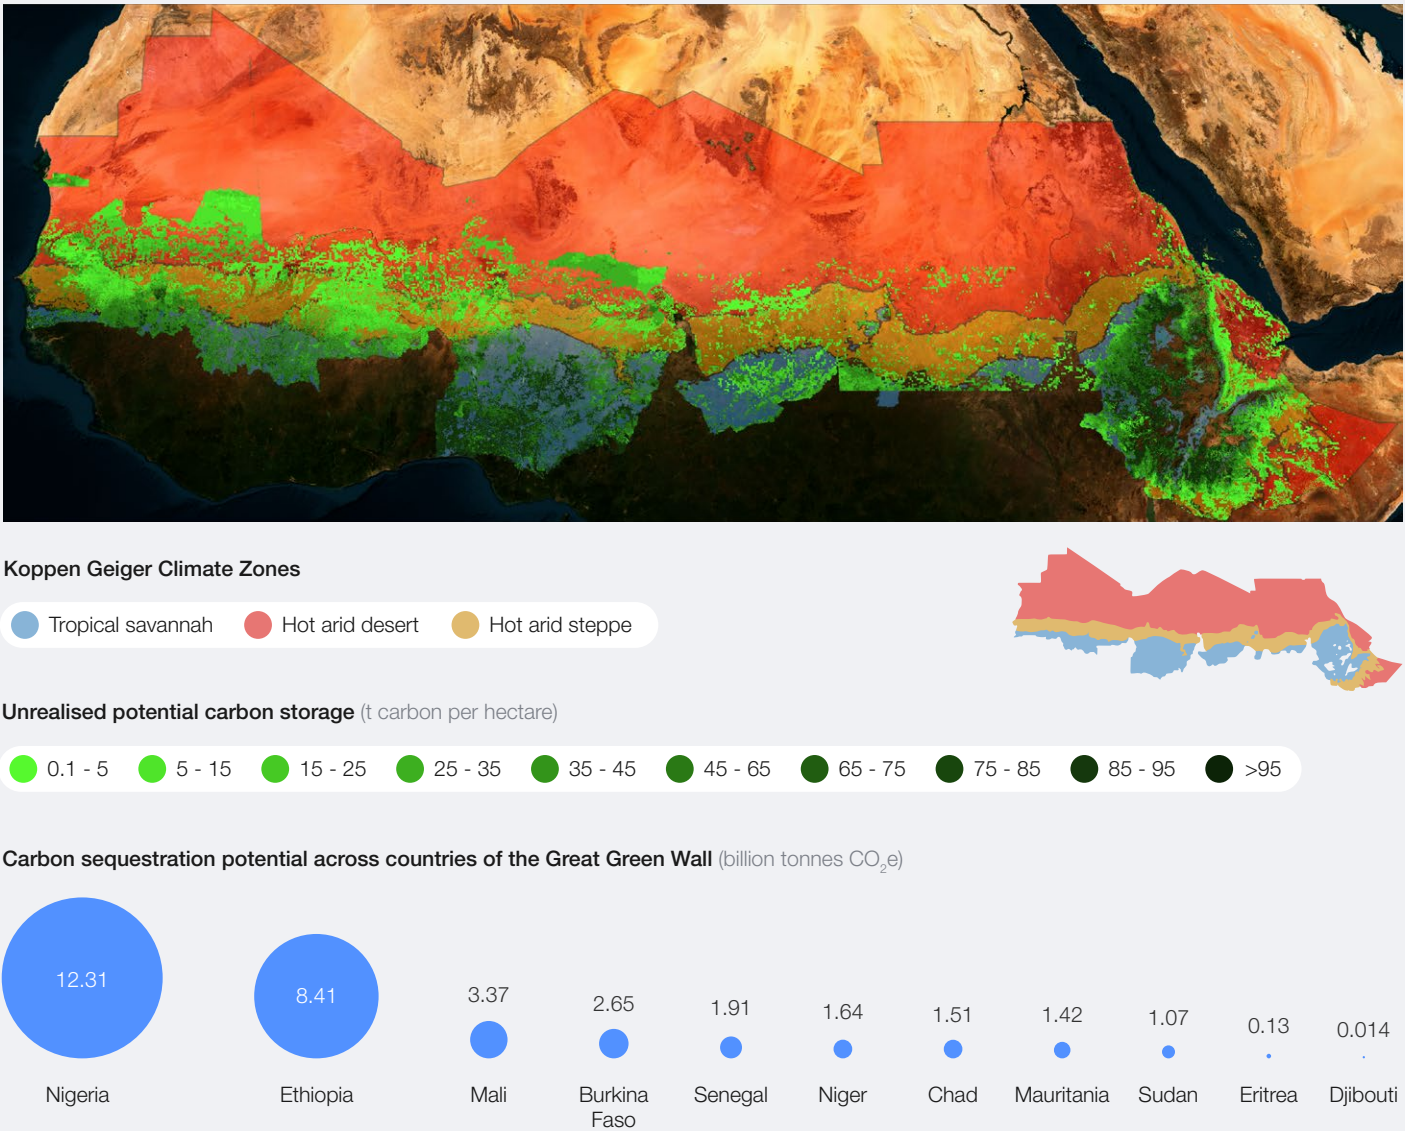 Koppen Geiger Climate Zones
Tropical savannah Hot arid desert Hot arid steppe
Unrealised potential carbon storage (t carbon per hectare)
0.1 - 5 5 - 15 15 - 25 25 - 35 35 - 45 45 - 65 65 - 75 75 - 85 85 - 95 >95
Carbon sequestration potential across countries of the Great Green Wall (billion tonnes CO₂e)
12.31 8.41 3.37 2.65 1.91 1.64 1.51 1.42 1.07 0.13 0.014
Nigeria Ethiopia Mali Burkina Senegal Niger Chad Mauritania Sudan Eritrea Djibouti
Faso